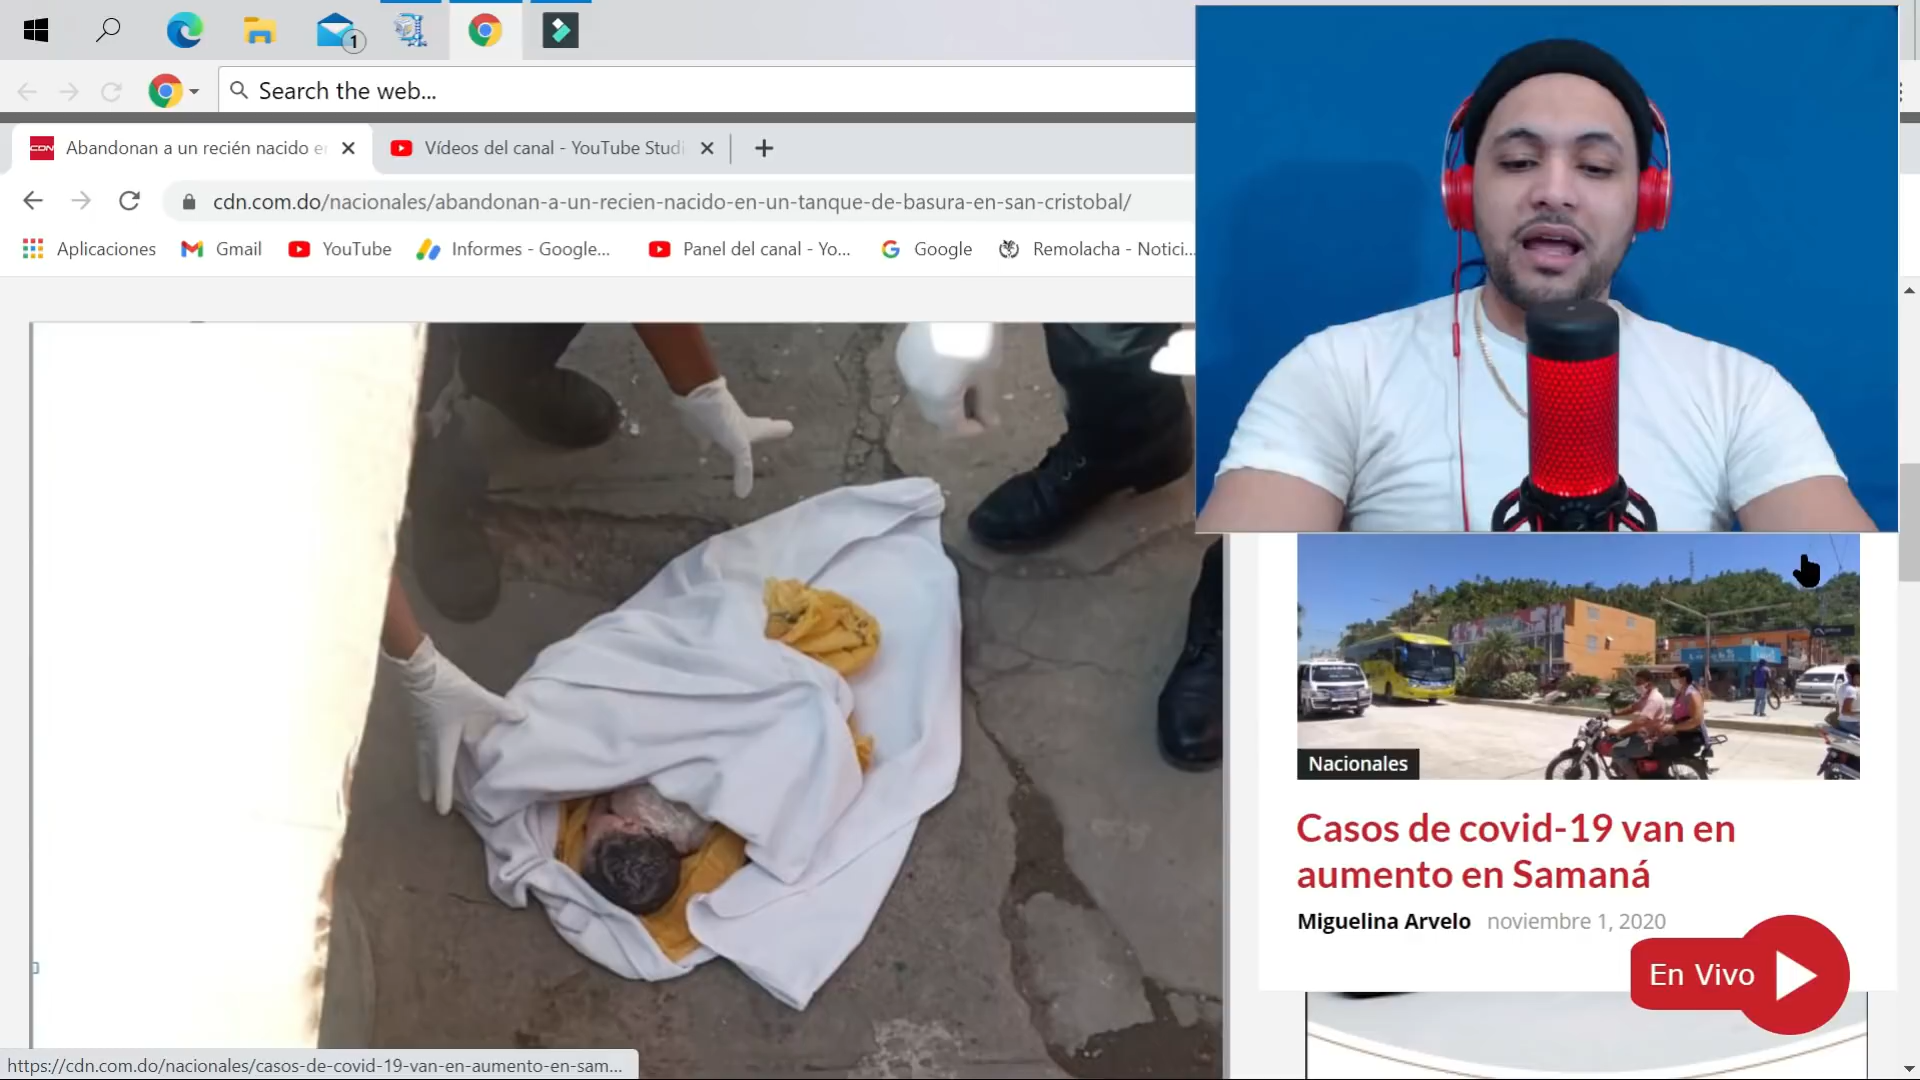 1
Search the web...
CDN
Abandonan a un recién nacido e
Vídeos del canal - YouTube Studi
cdn.com.do/nacionales/abandonan-a-un-recien-nacido-en-un-tanque-de-basura-en-san-cristobal/
Aplicaciones
Gmail
YouTube
Informes - Google...
Panel del canal - Yo...
Google
Remolacha - Notici...
Nacionales
Casos de covid-19 van en
aumento en Samaná
Miguelina Arvelo noviembre 1, 2020
En Vivo
https://cdn.com.do/nacionales/casos-de-covid-19-van-en-aumento-en-sam...